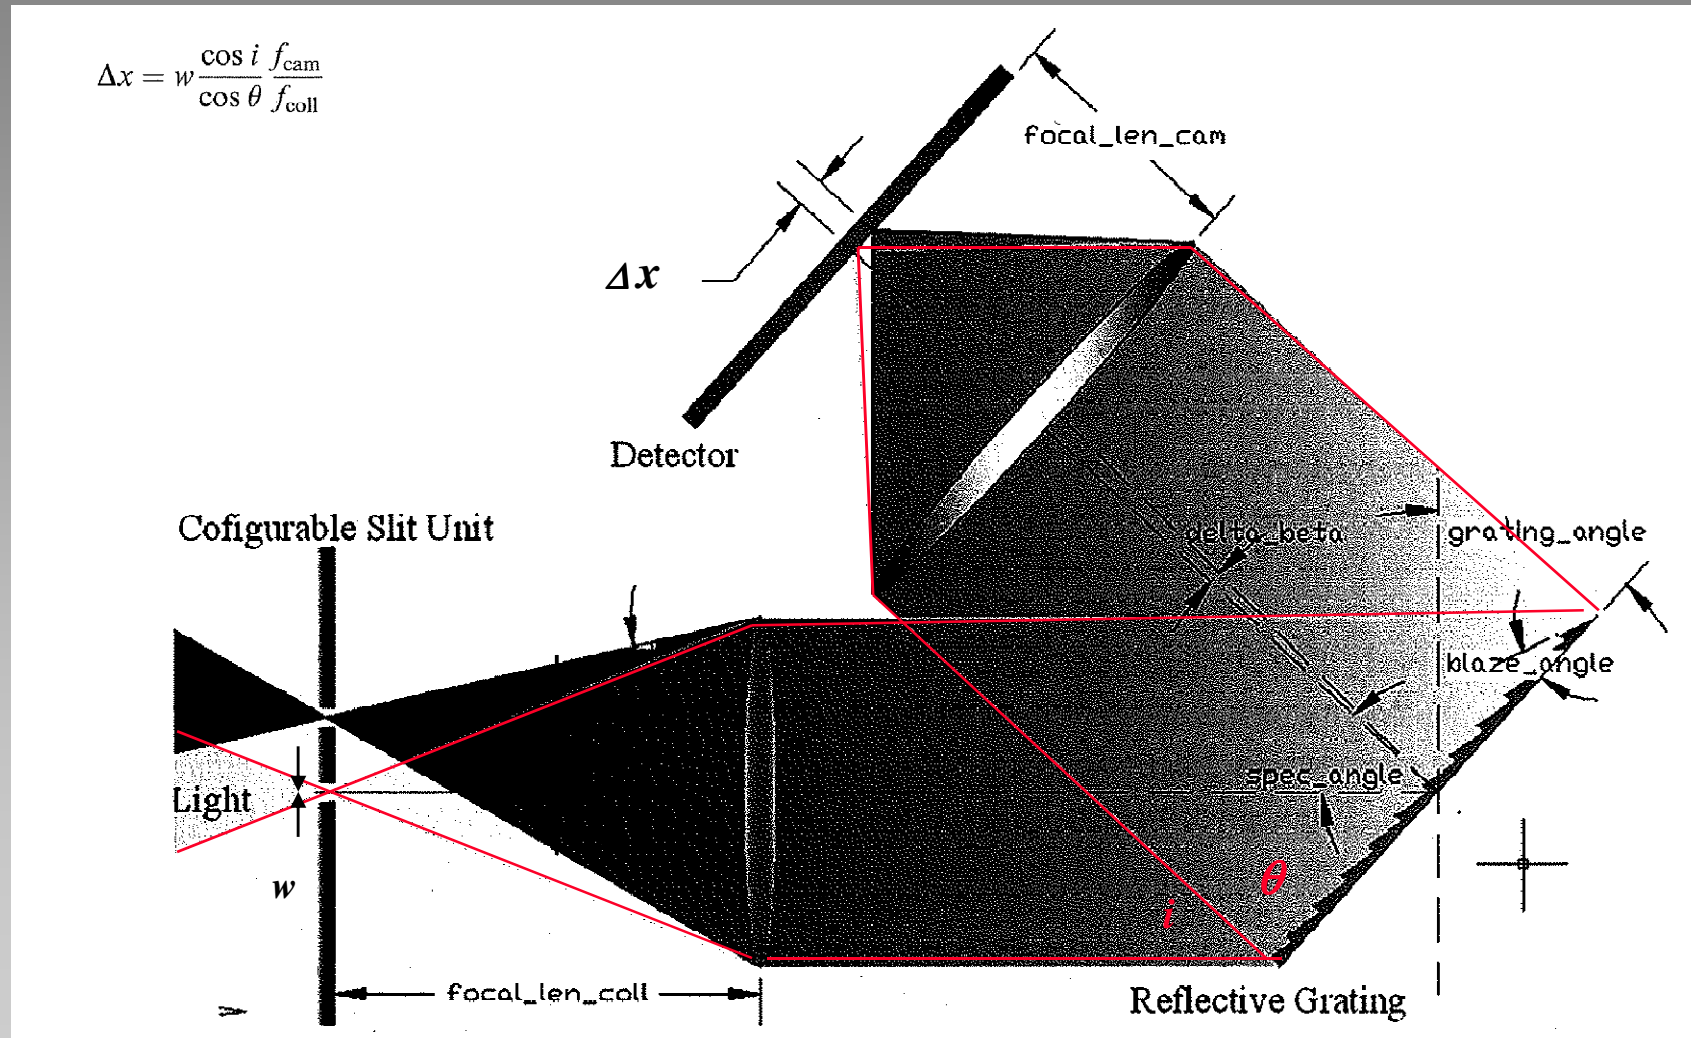 Δx = w cos i / cos θ f_cam / f_coll
focal_len_cam
Δx
Detector
Cofigurable Slit Unit
delta_beta
grating_angle
blaze_angle
spec_angle
Light
θ
w
i
focal_len_coll
Reflective Grating